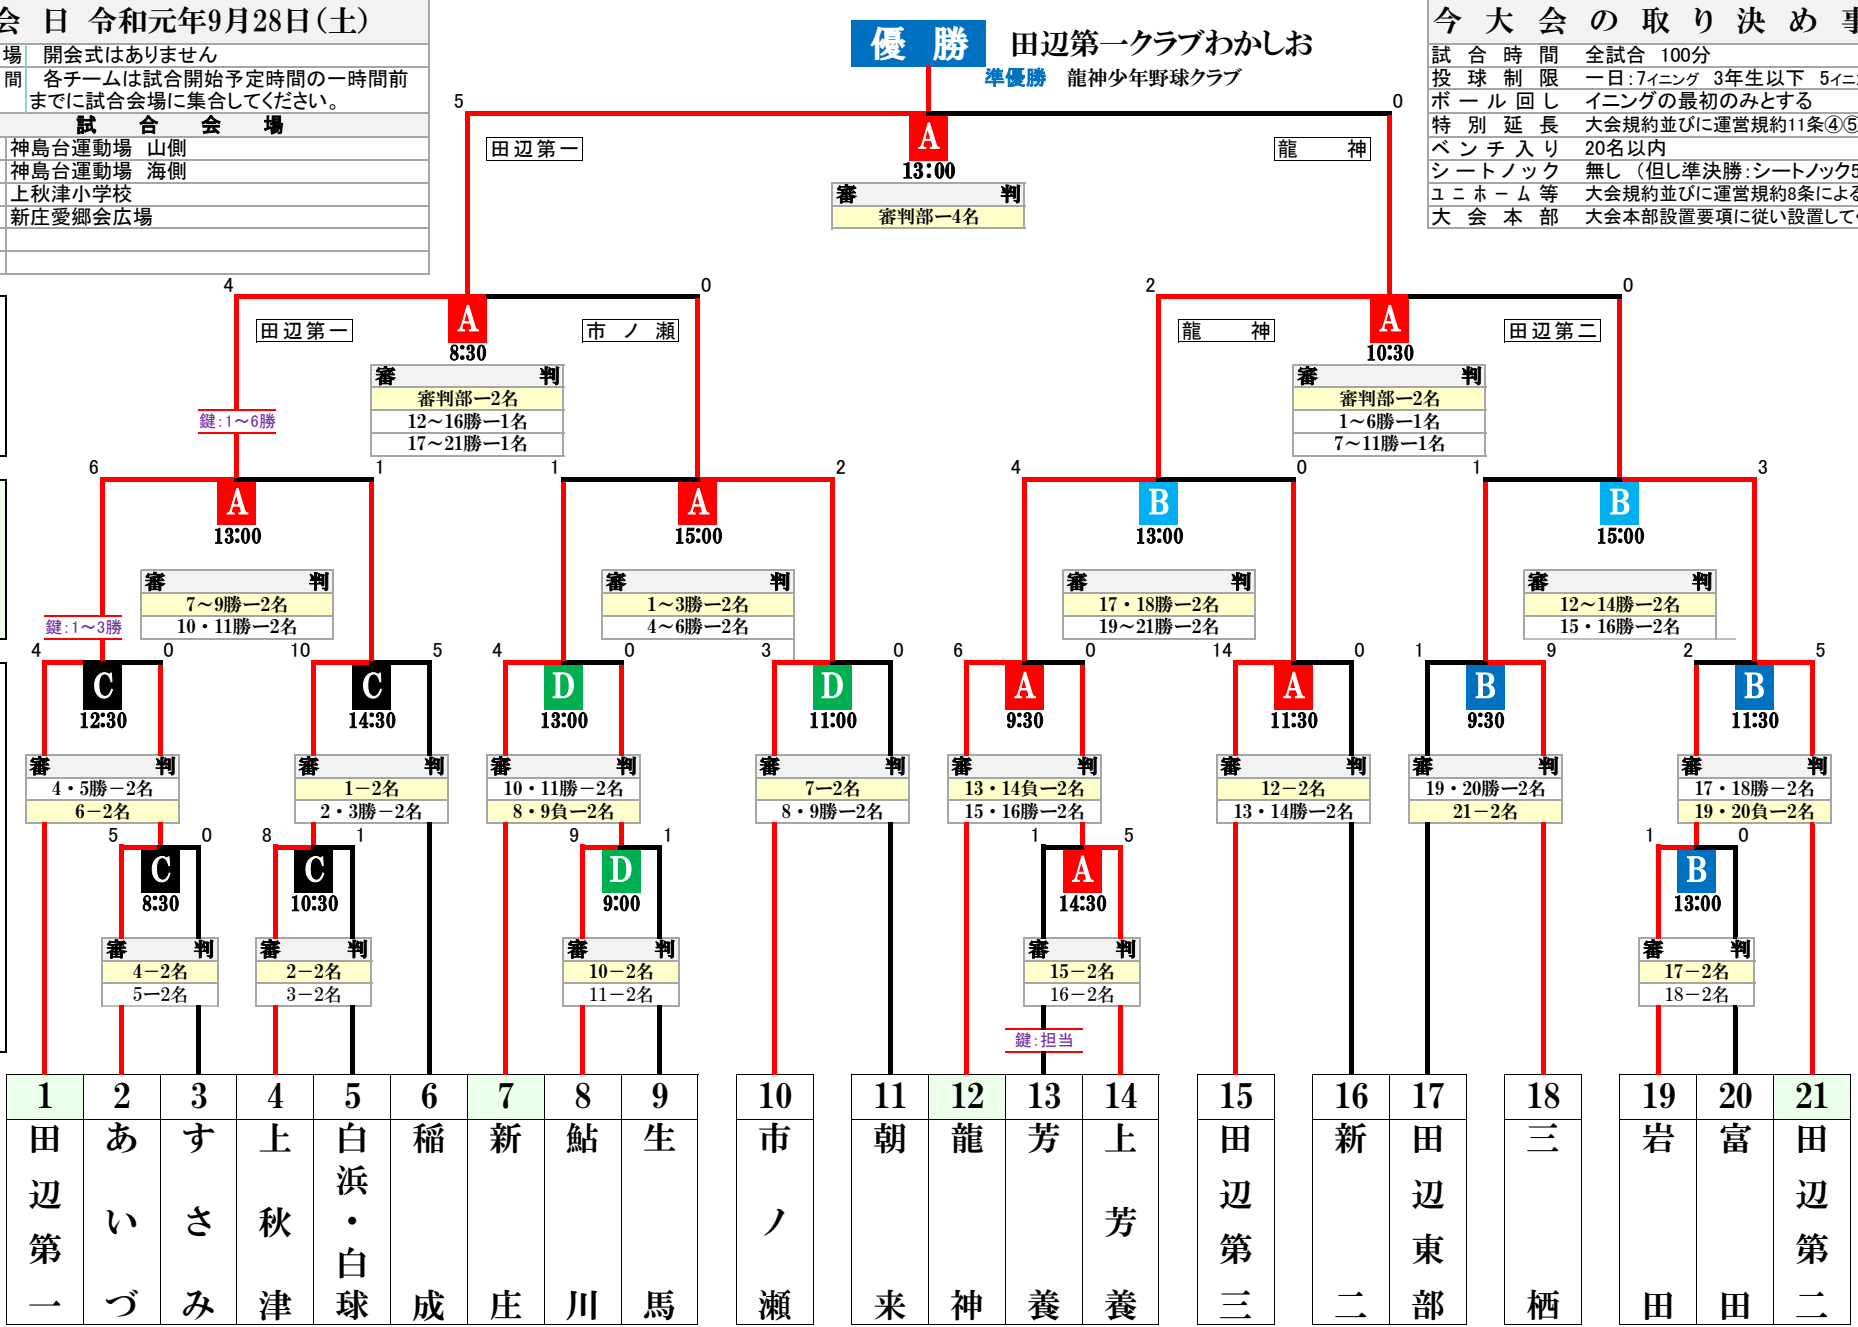 会 日 令和元年9月28日(土)
場 開会式はありません
間 各チームは試合開始予定時間の一時間前
までに試合会場に集合してください。
試 合 会 場
神島台運動場 山側
神島台運動場 海側
上秋津小学校
新庄愛郷会広場
優 勝 田辺第一クラブわかしお
準優勝 龍神少年野球クラブ
今 大 会 の 取 り 決 め 事
試 合 時 間 全試合 100分
投 球 制 限 一日:7イニング 3年生以下 5イニ
ボ ー ル 回 し イニングの最初のみとする
特 別 延 長 大会規約並びに運営規約11条④⑤
ベ ン チ 入 り 20名以内
シ ー ト ノ ッ ク 無し (但し準決勝:シートノック5
ユ ニ ホ ー ム 等 大会規約並びに運営規約8条による
大 会 本 部 大会本部設置要項に従い設置して
5 0
田辺第一 A 龍 神
13:00
審 判
審判部ー4名
4 0 2 0
田辺第一 A 市ノ瀬 龍 神 A 田辺第二
8:30 10:30
審 判 審 判
審判部ー2名 審判部ー2名
12～16勝ー1名 1～6勝ー1名
17～21勝ー1名 7～11勝ー1名
鍵:1～6勝
6 1 1 2 4 0 1 3
A A B B
13:00 15:00 13:00 15:00
審 判 審 判 審 判 審 判
7～9勝ー2名 1～3勝ー2名 17・18勝ー2名 12～14勝ー2名
10・11勝ー2名 4～6勝ー2名 19～21勝ー2名 15・16勝ー2名
鍵:1～3勝
4 0 10 5 4 0 3 0 6 0 14 0 1 9 2 5
C C D D A A B B
12:30 14:30 13:00 11:00 9:30 11:30 9:30 11:30
審 判 審 判 審 判 審 判 審 判 審 判 審 判 審 判
4・5勝－2名 1－2名 10・11勝－2名 7ー2名 13・14負ー2名 12－2名 19・20勝ー2名 17・18勝－2名
6－2名 2・3勝－2名 8・9負ー2名 8・9勝ー2名 15・16勝ー2名 13・14勝ー2名 21－2名 19・20負ー2名
5 0 8 1 9 1 1 5 1 0
C C D A B
8:30 10:30 9:00 14:30 13:00
審 判 審 判 審 判 審 判 審 判
4－2名 2－2名 10－2名 15－2名 17－2名
5ー2名 3－2名 11－2名 16－2名 18－2名
鍵:担当
1 2 3 4 5 6 7 8 9 10 11 12 13 14 15 16 17 18 19 20 21
田辺第一
あいづ
すさみ
上秋津
白浜・白球
稲成
新庄
鮎川
生馬
市ノ瀬
朝来
龍神
芳養
上芳養
田辺第三
新二
田辺東部
三栖
岩田
富田
田辺第二